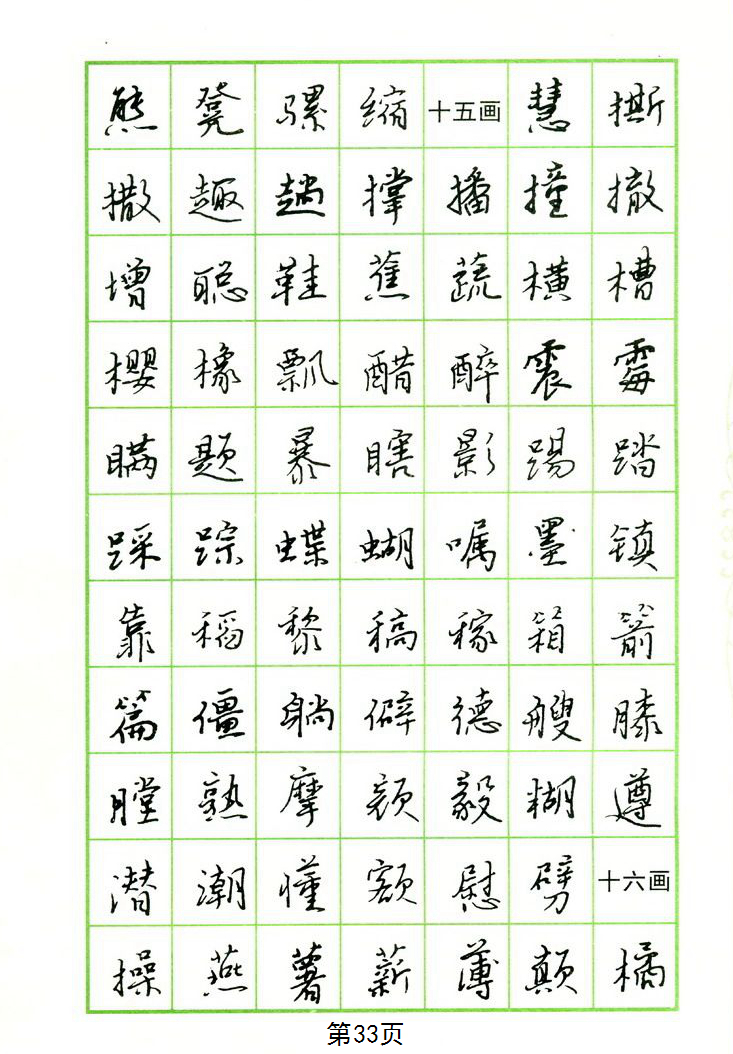 熊 凳 骡 缩 十五画 慧 撕
撒 趣 趟 撑 播 撞 撤
增 聪 鞋 蕉 蔬 横 槽
樱 橡 飘 醋 醉 震 霉
瞒 题 暴 瞎 影 踢 踏
踩 踪 蝶 蝴 嘱 墨 镇
靠 稻 黎 稿 稼 箱 箭
篇 僵 躺 僻 德 艘 膝
膛 熟 摩 颜 毅 糊 遵
潜 潮 懂 额 慰 劈 十六画
操 燕 薯 薪 薄 颠 橘
第33页